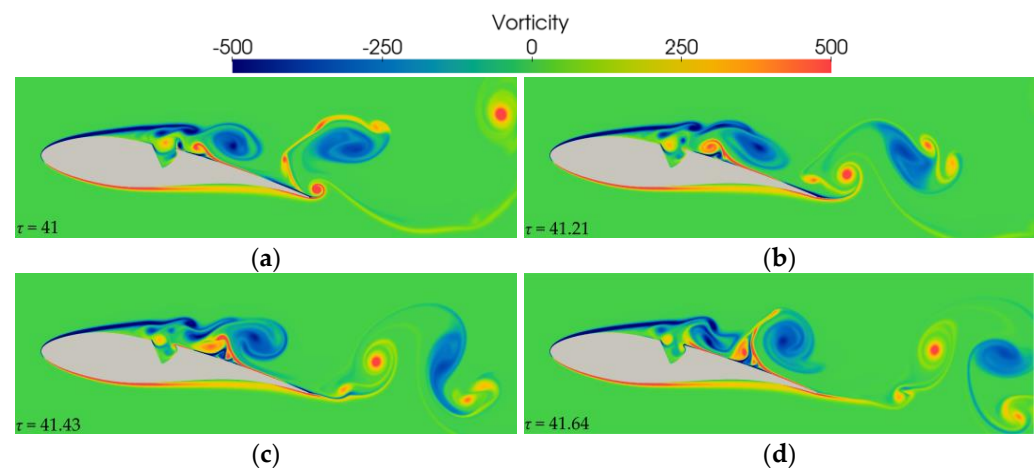 Vorticity
-500 -250 0 250 500
τ = 41 τ = 41.21
(a) (b)
τ = 41.43 τ = 41.64
(c) (d)